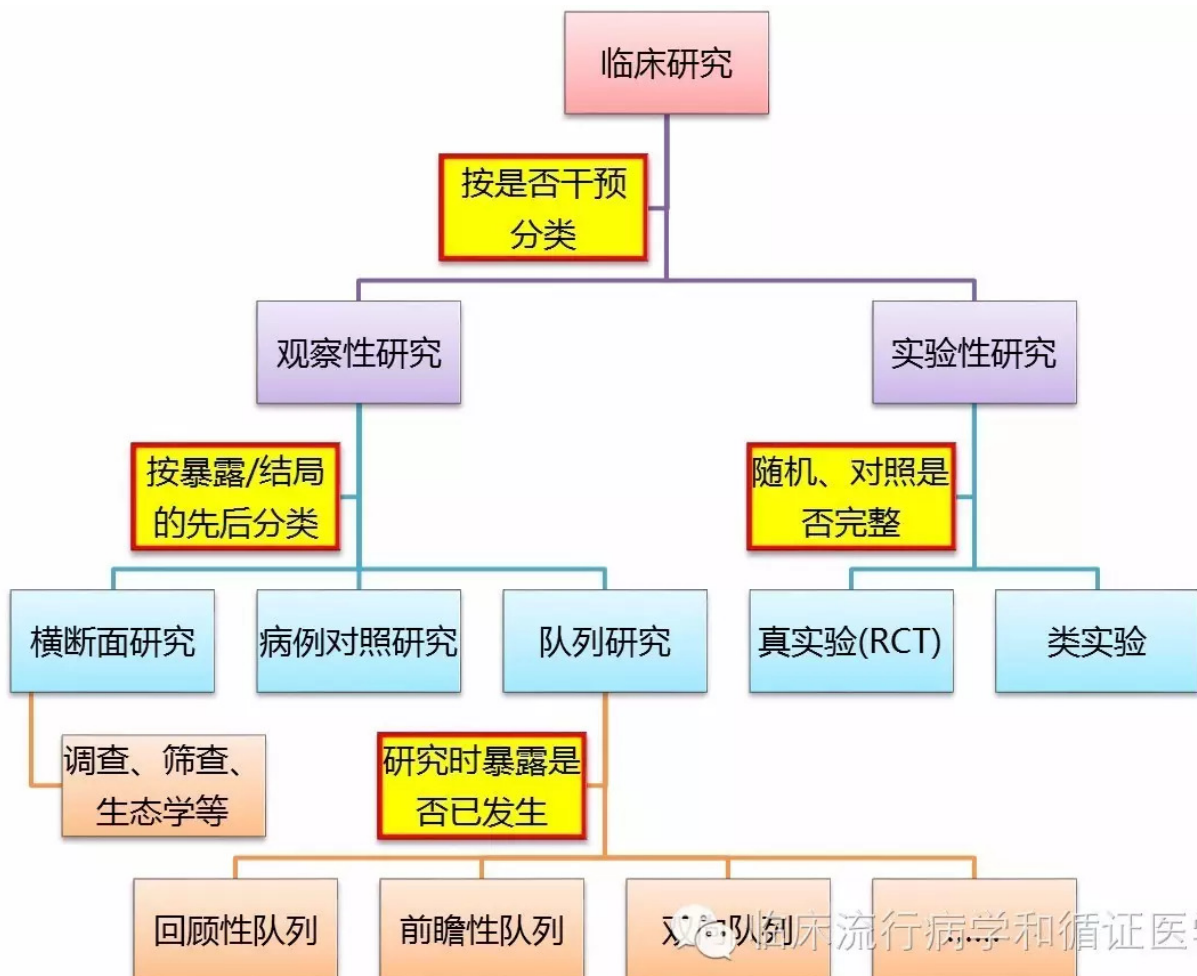 临床研究
按是否干预
分类
观察性研究
实验性研究
按暴露/结局
的先后分类
随机、对照是
否完整
横断面研究
病例对照研究
队列研究
真实验(RCT)
类实验
调查、筛查、
生态学等
研究时暴露是
否已发生
回顾性队列
前瞻性队列
队列
临床流行病学和循证医学